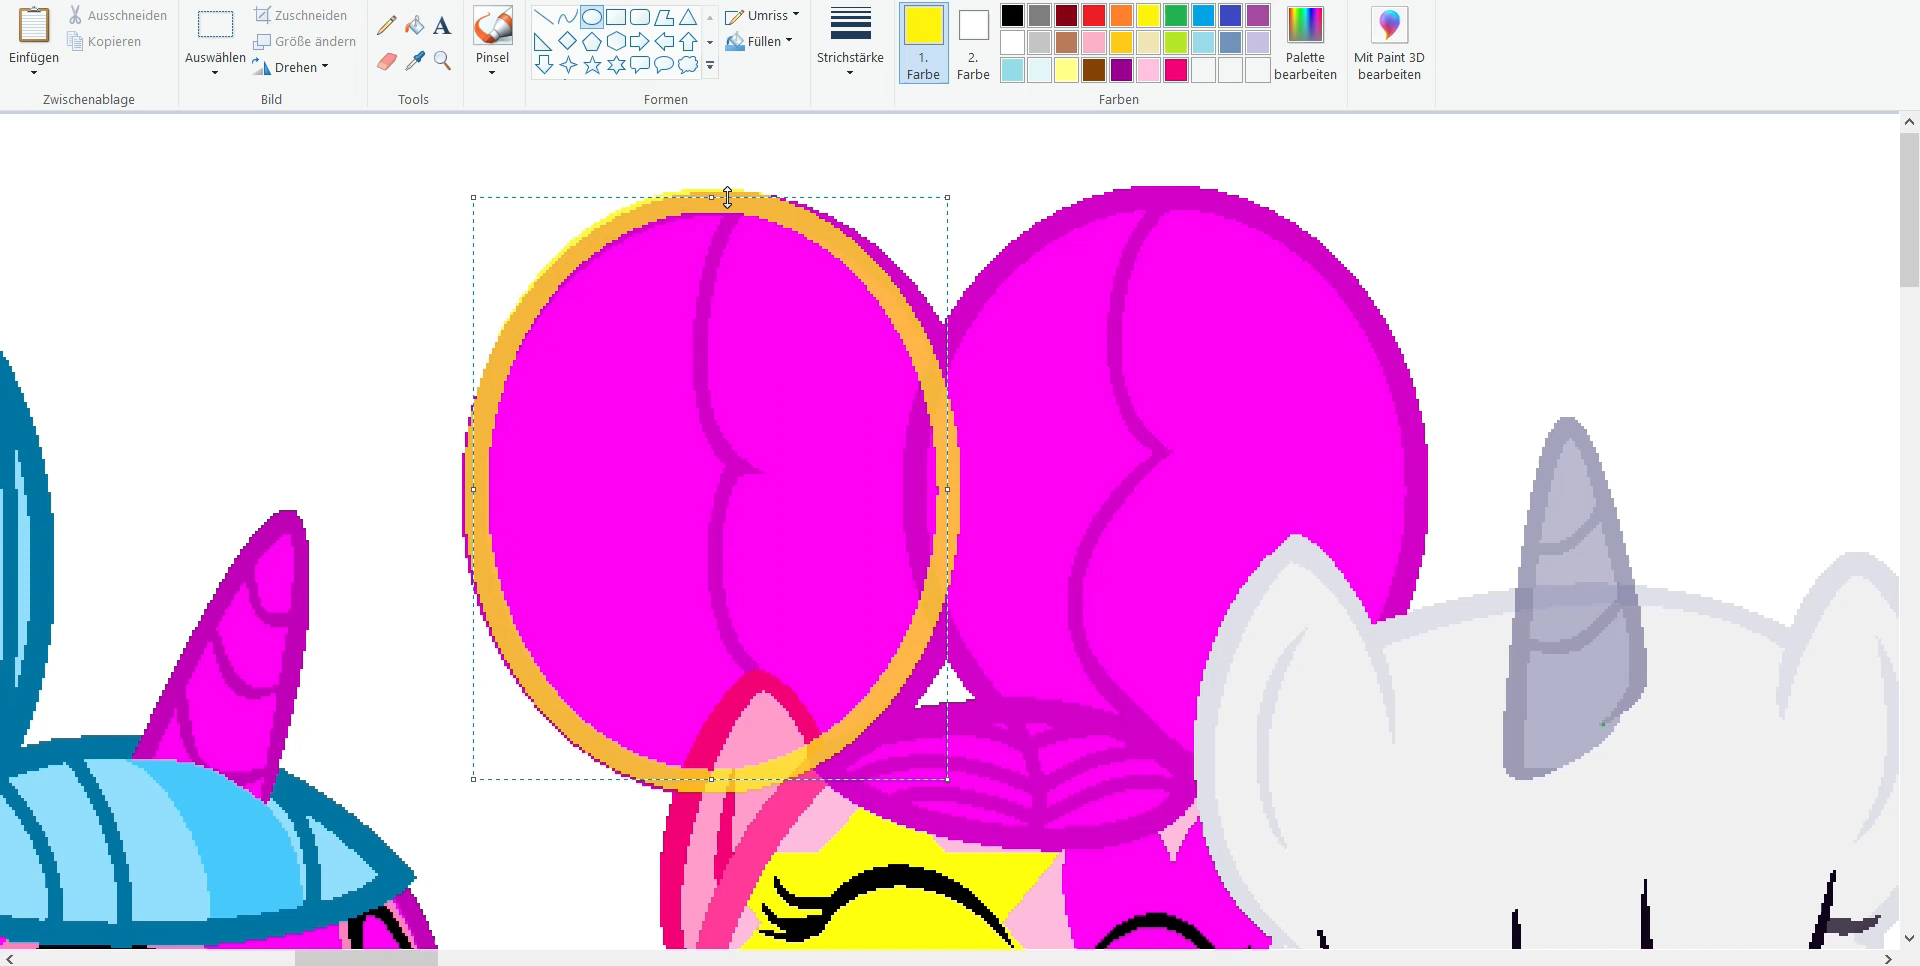 Einfügen
Ausschneiden
Kopieren
Zwischenablage
Auswählen
Zuschneiden
Größe ändern
Drehen
Bild
A
Tools
Pinsel
Umriss
Füllen
Formen
Strichstärke
1.
Farbe
2.
Farbe
Palette
bearbeiten
Farben
Mit Paint 3D
bearbeiten